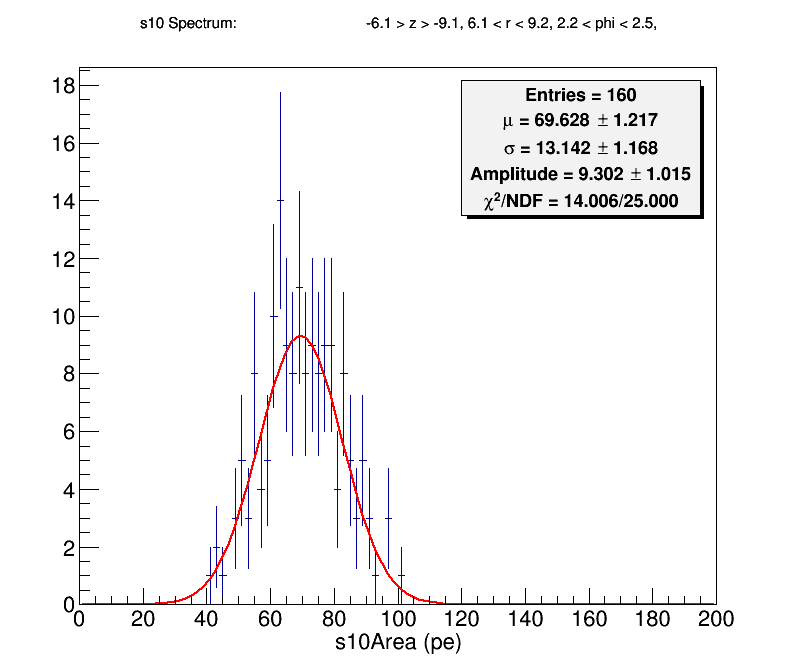 s10 Spectrum: -6.1 > z > -9.1, 6.1 < r < 9.2, 2.2 < phi < 2.5,
Entries = 160
μ = 69.628 ± 1.217
σ = 13.142 ± 1.168
Amplitude = 9.302 ± 1.015
χ²/NDF = 14.006/25.000
18
16
14
12
10
8
6
4
2
0
0 20 40 60 80 100 120 140 160 180 200
s10Area (pe)